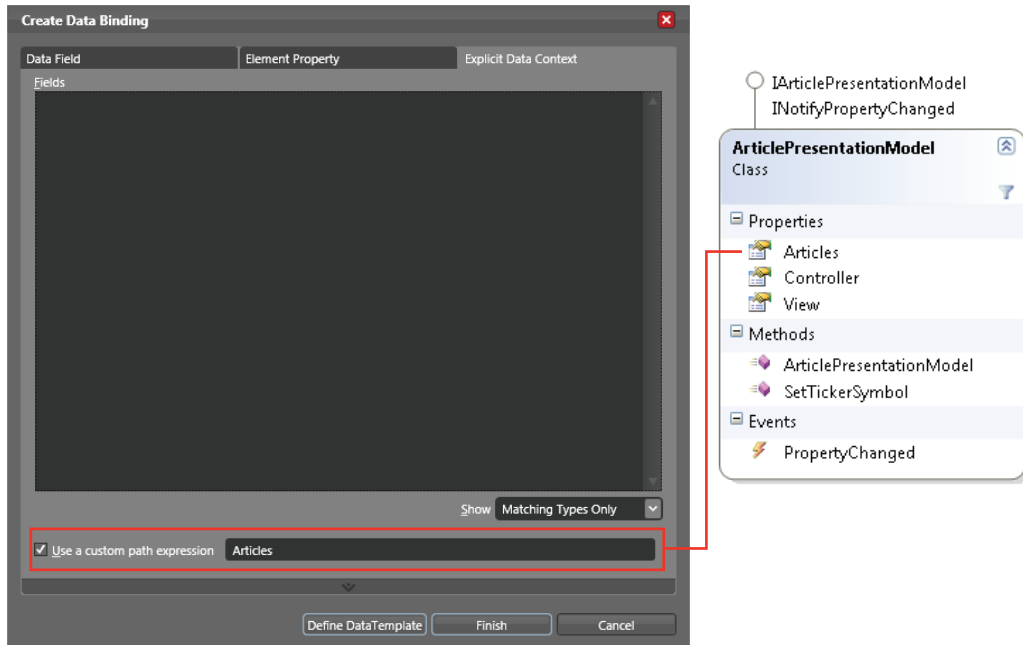 Create Data Binding
Data Field
Element Property
Explicit Data Context
Fields
Show
Matching Types Only
Use a custom path expression
Articles
Define DataTemplate
Finish
Cancel
IArticlePresentationModel
INotifyPropertyChanged
ArticlePresentationModel
Class
Properties
Articles
Controller
View
Methods
ArticlePresentationModel
SetTickerSymbol
Events
PropertyChanged